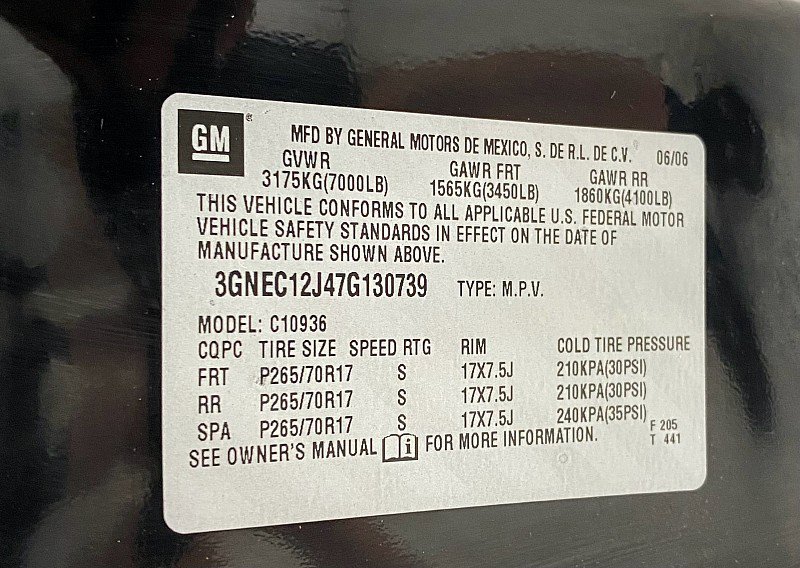 GM MFD BY GENERAL MOTORS DE MEXICO, S. DE R.L. DE C.V. 06/06
GVWR GAWR FRT GAWR RR
3175KG(7000LB) 1565KG(3450LB) 1860KG(4100LB)
THIS VEHICLE CONFORMS TO ALL APPLICABLE U.S. FEDERAL MOTOR
VEHICLE SAFETY STANDARDS IN EFFECT ON THE DATE OF
MANUFACTURE SHOWN ABOVE.
3GNEC12J47G130739 TYPE: M.P.V.
MODEL: C10936
CQPC TIRE SIZE SPEED RTG RIM COLD TIRE PRESSURE
FRT P265/70R17 S 17X7.5J 210KPA(30PSI)
RR P265/70R17 S 17X7.5J 210KPA(30PSI)
SPA P265/70R17 S 17X7.5J 240KPA(35PSI)
SEE OWNER'S MANUAL FOR MORE INFORMATION.
F 205
T 441